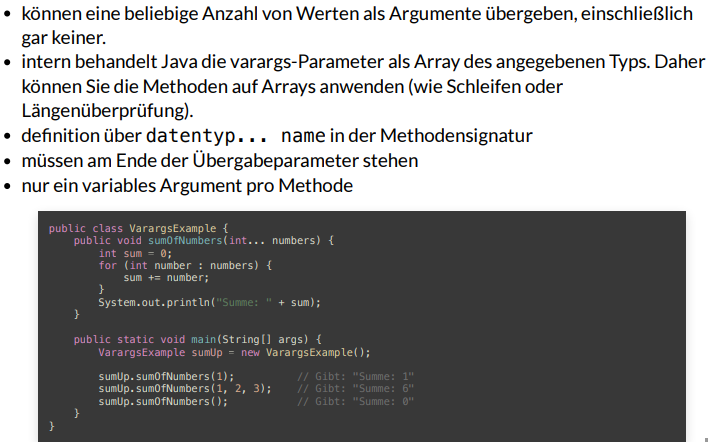 • können eine beliebige Anzahl von Werten als Argumente übergeben, einschließlich
gar keiner.
• intern behandelt Java die varargs-Parameter als Array des angegebenen Typs. Daher
können Sie die Methoden auf Arrays anwenden (wie Schleifen oder
Längenüberprüfung).
• definition über datentyp... name in der Methodensignatur
• müssen am Ende der Übergabeparameter stehen
• nur ein variables Argument pro Methode
public class VarargsExample {
    public void sumOfNumbers(int... numbers) {
        int sum = 0;
        for (int number : numbers) {
            sum += number;
        }
        System.out.println("Summe: " + sum);
    }

    public static void main(String[] args) {
        VarargsExample sumUp = new VarargsExample();

        sumUp.sumOfNumbers(1);          // Gibt: "Summe: 1"
        sumUp.sumOfNumbers(1, 2, 3);    // Gibt: "Summe: 6"
        sumUp.sumOfNumbers();           // Gibt: "Summe: 0"
    }
}